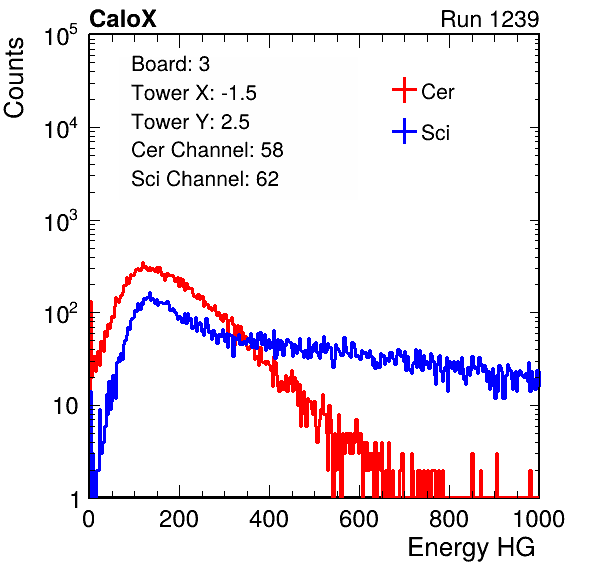 CaloX Run 1239
Counts
10^5
10^4
10^3
10^2
10
1
Board: 3
Tower X: -1.5
Tower Y: 2.5
Cer Channel: 58
Sci Channel: 62
Cer
Sci
0 200 400 600 800 1000
Energy HG